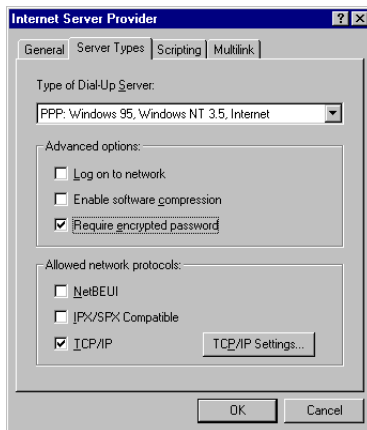 Internet Server Provider
General Server Types Scripting Multilink
Type of Dial-Up Server:
PPP: Windows 95, Windows NT 3.5, Internet
Advanced options:
Log on to network
Enable software compression
Require encrypted password
Allowed network protocols:
NetBEUI
IPX/SPX Compatible
TCP/IP TCP/IP Settings...
OK Cancel